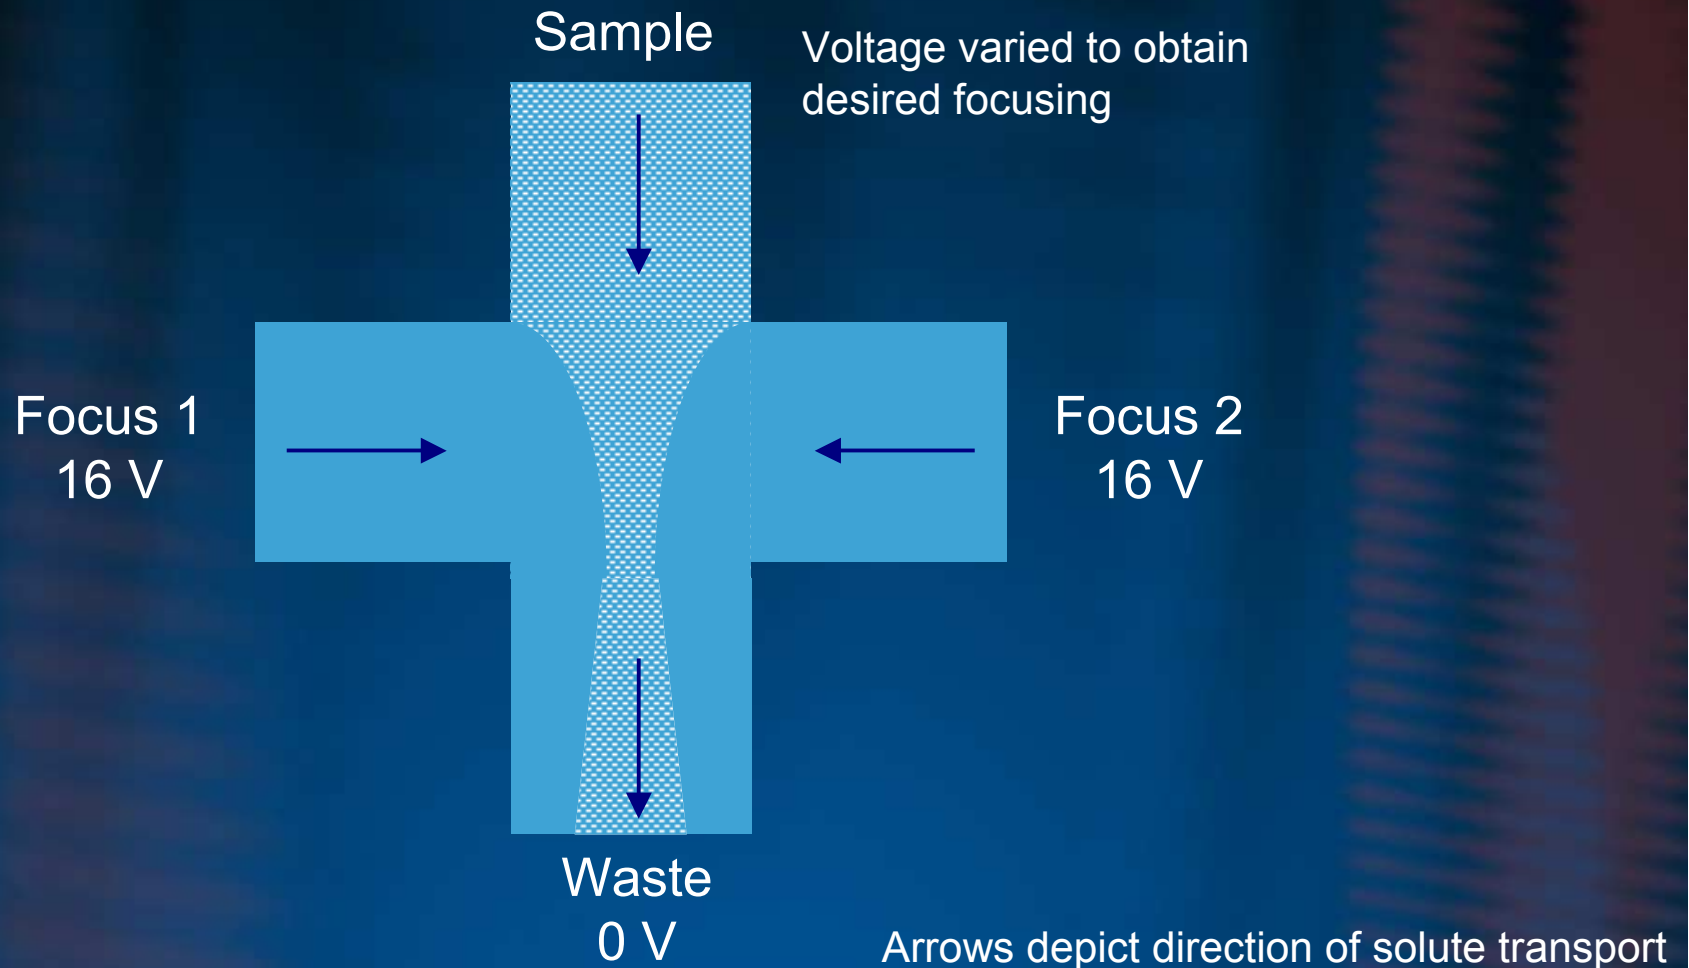 Sample
Voltage varied to obtain
desired focusing
Focus 1
16 V
Focus 2
16 V
Waste
0 V
Arrows depict direction of solute transport